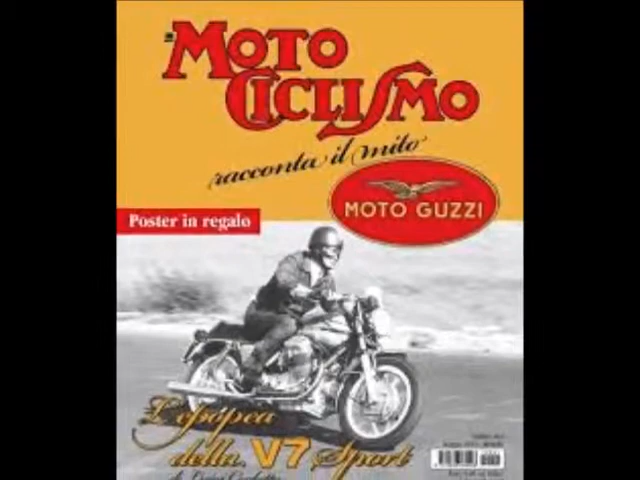 MOTO
CICLISMO
racconta il mito
MOTO GUZZI
Poster in regalo
L'epopea
della V7 Sport